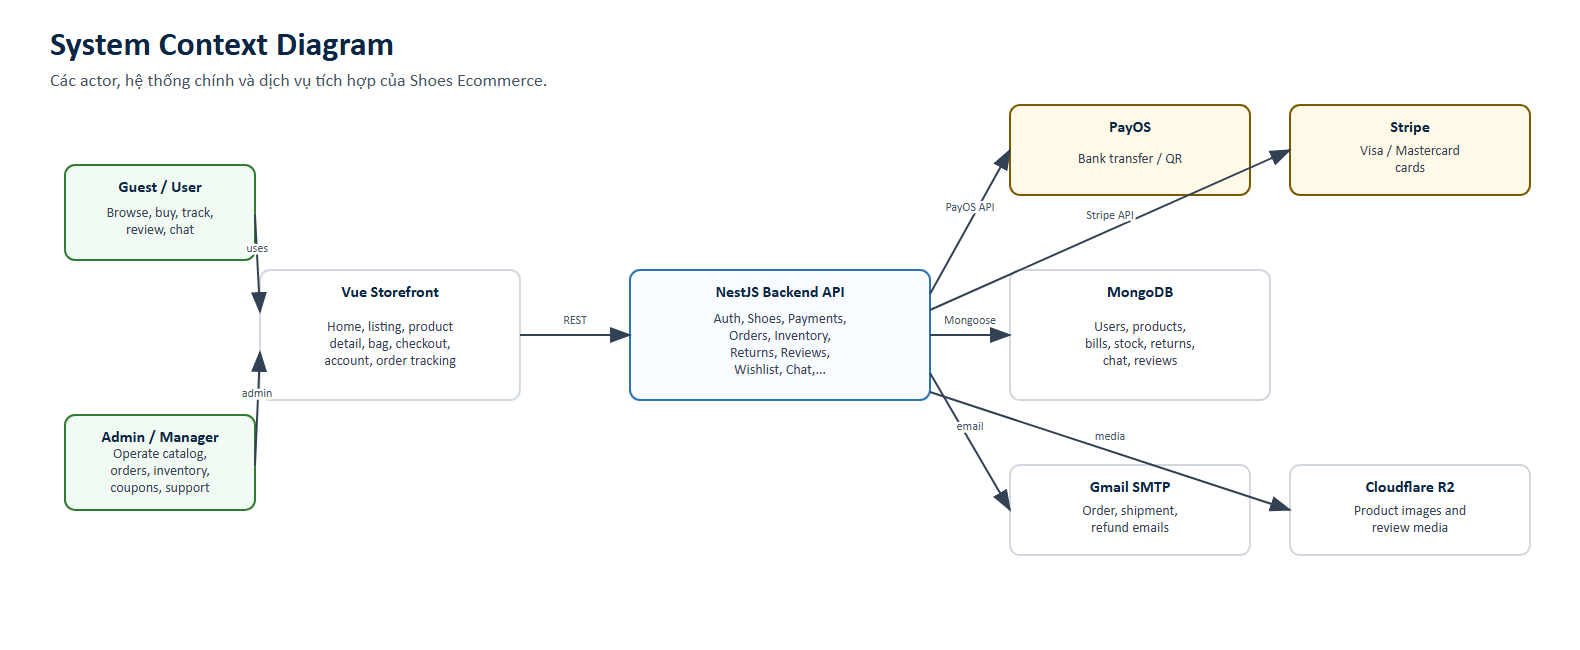 System Context Diagram
Các actor, hệ thống chính và dịch vụ tích hợp của Shoes Ecommerce.
Guest / User
Browse, buy, track,
review, chat
uses
Admin / Manager
Operate catalog,
orders, inventory,
coupons, support
admin
Vue Storefront
Home, listing, product
detail, bag, checkout,
account, order tracking
REST
NestJS Backend API
Auth, Shoes, Payments,
Orders, Inventory,
Returns, Reviews,
Wishlist, Chat,...
PayOS API
Stripe API
Mongoose
email
media
PayOS
Bank transfer / QR
Stripe
Visa / Mastercard
cards
MongoDB
Users, products,
bills, stock, returns,
chat, reviews
Gmail SMTP
Order, shipment,
refund emails
Cloudflare R2
Product images and
review media